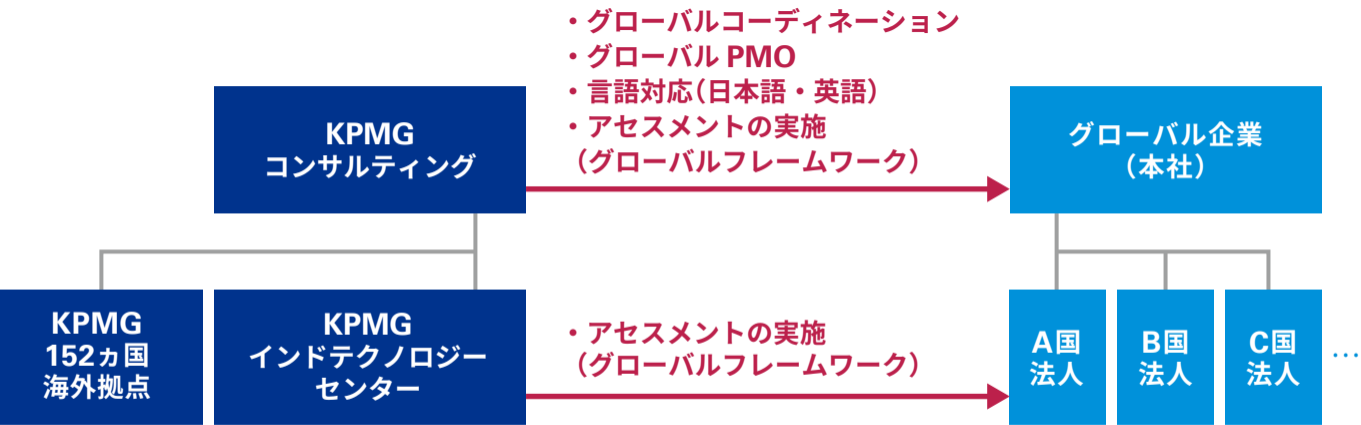 ・グローバルコーディネーション
・グローバル PMO
・言語対応(日本語・英語)
・アセスメントの実施
(グローバルフレームワーク)
KPMG
コンサルティング
グローバル企業
(本社)
KPMG
152ヵ国
海外拠点
KPMG
インドテクノロジー
センター
・アセスメントの実施
(グローバルフレームワーク)
A国
法人
B国
法人
C国
法人
…